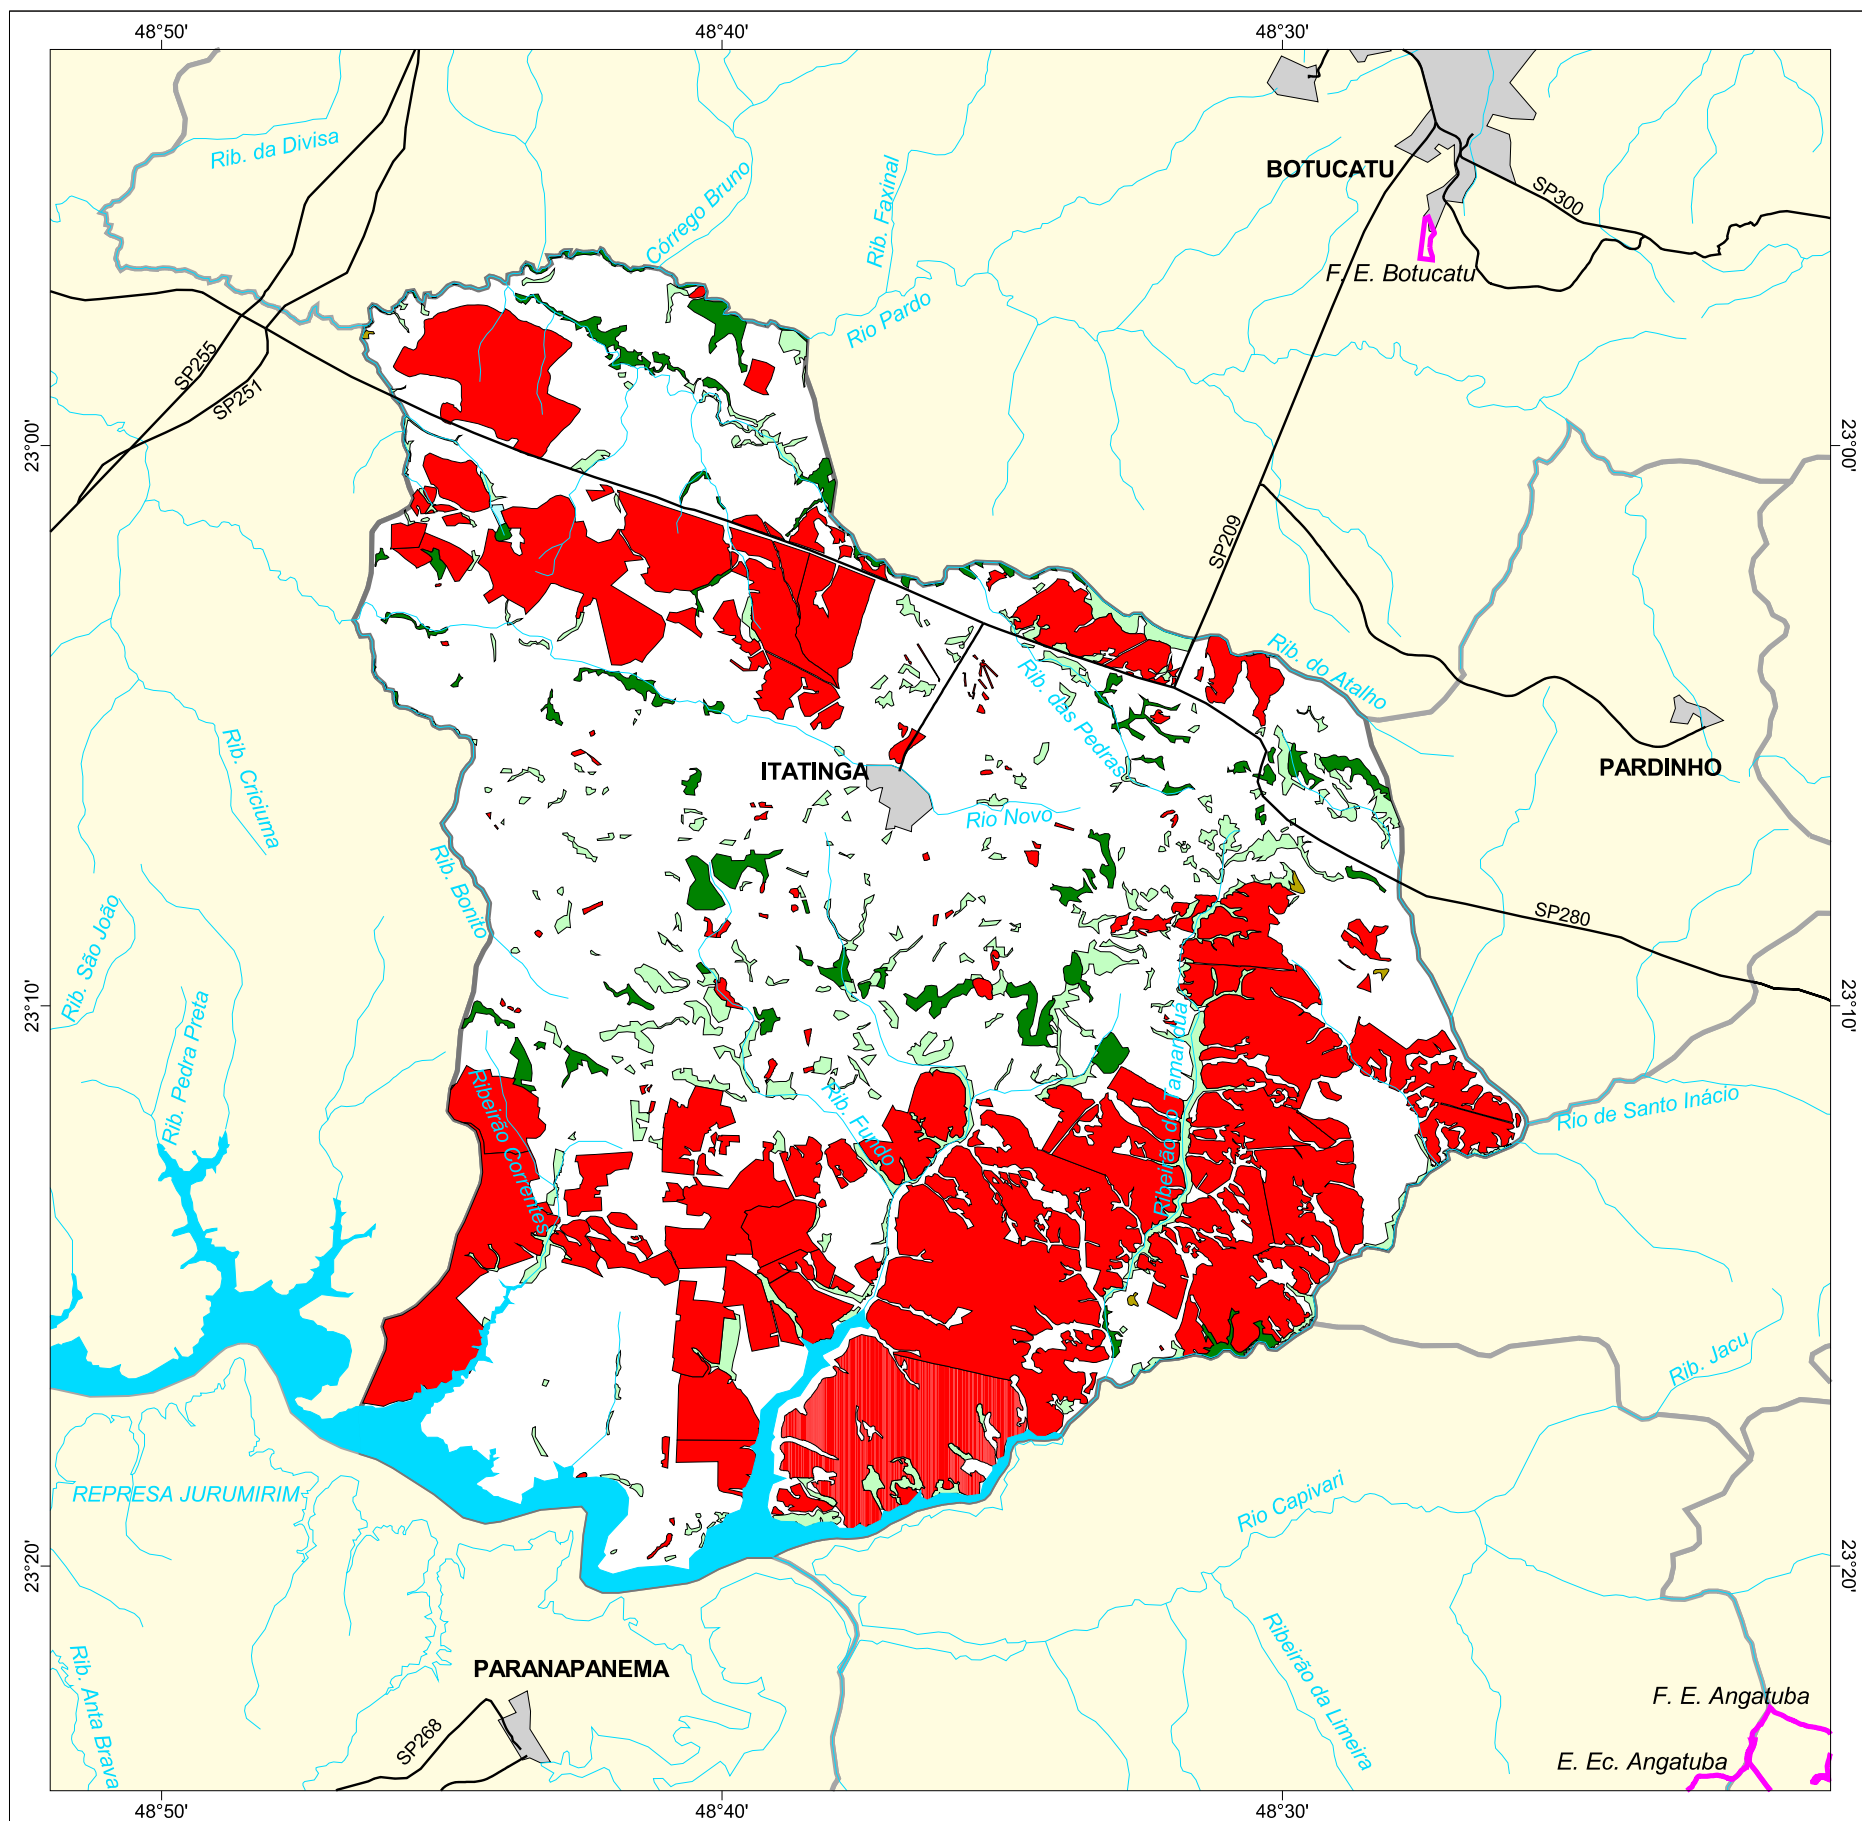 48°50'
48°40'
48°30'
Rib. da Divisa
Córrego Bruno
Rib. Faxinal
BOTUCATU
SP300
F. E. Botucatu
Rio Pardo
SP255
SP251
23°00'
23°00'
SP209
Rib. do Atalho
Rib. das Pedras
Rib. Criciuma
ITATINGA
PARDINHO
Rio Novo
Rib. Bonito
SP280
Rib. São João
23°10'
23°10'
Rib. Pedra Preta
Ribeirão do Tamanduá
Ribeirão Correntes
Rib. Fundo
Rio de Santo Inácio
Rib. Jacu
REPRESA JURUMIRIM
Rio Capivari
23°20'
23°20'
Rib. Anta Brava
PARANAPANEMA
Ribeirão da Limeira
F. E. Angatuba
SP268
E. Ec. Angatuba
48°50'
48°40'
48°30'